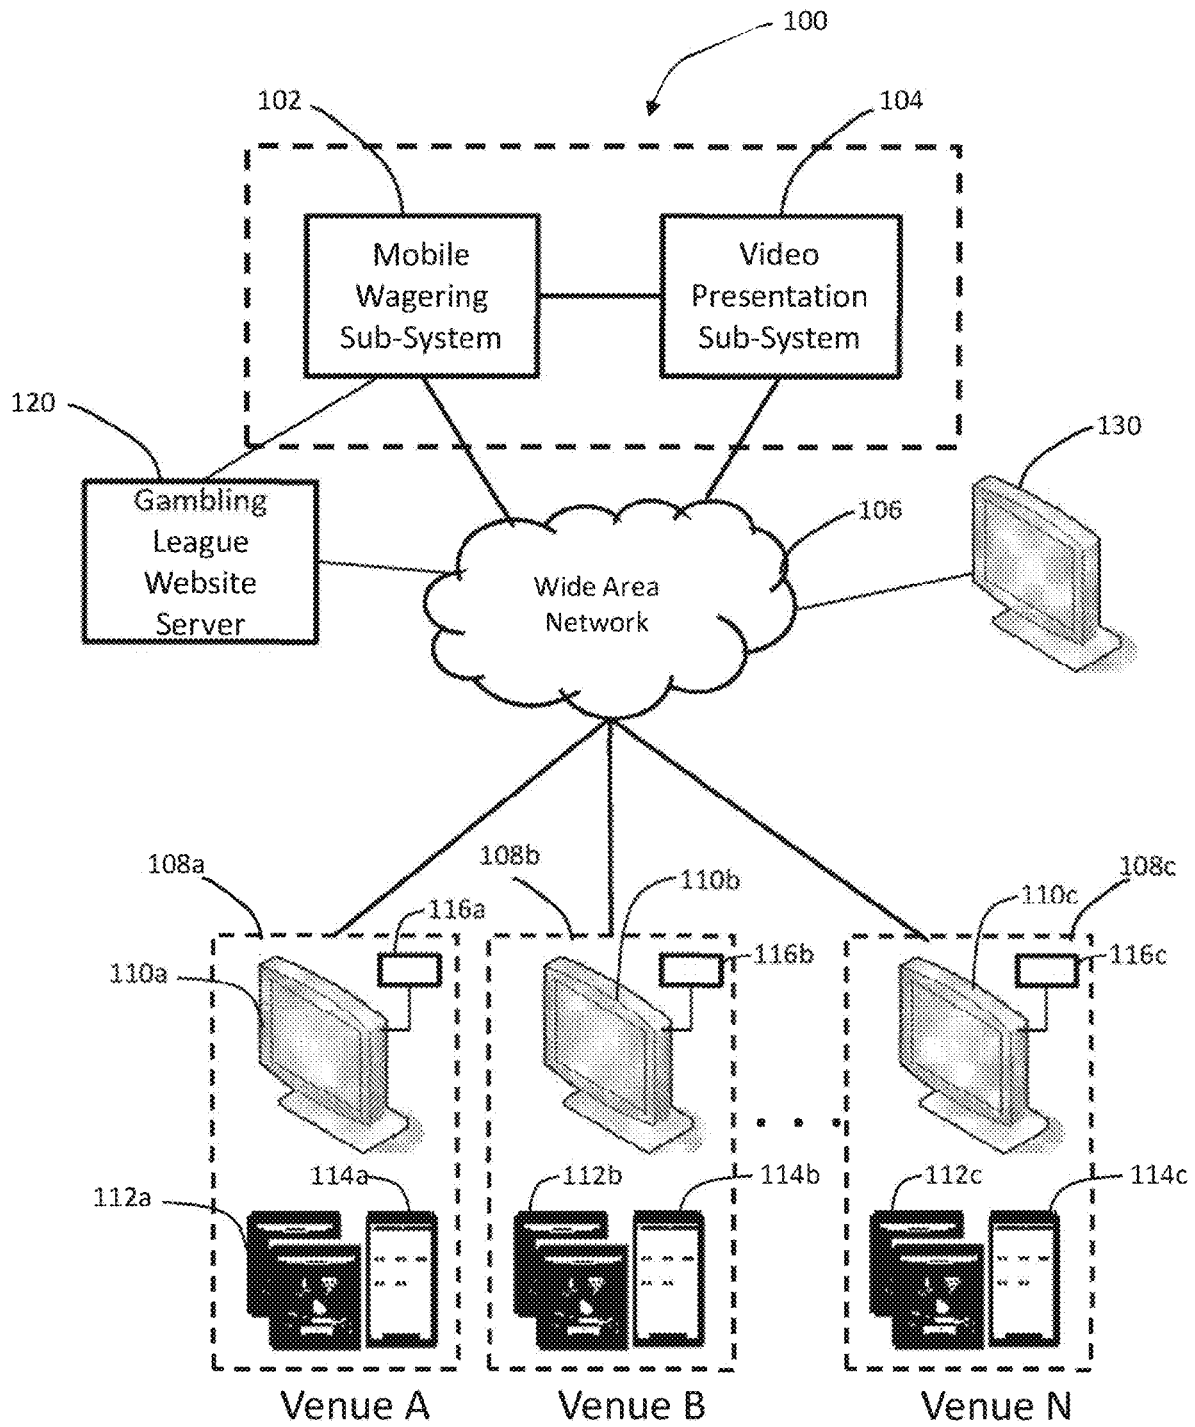 100
102
104
Mobile
Wagering
Sub-System
Video
Presentation
Sub-System
120
130
Gambling
League
Website
Server
106
Wide Area
Network
108a
108b
108c
110b
110c
116a
116b
116c
110a
112a
114a
112b
114b
112c
114c
Venue A
Venue B
Venue N